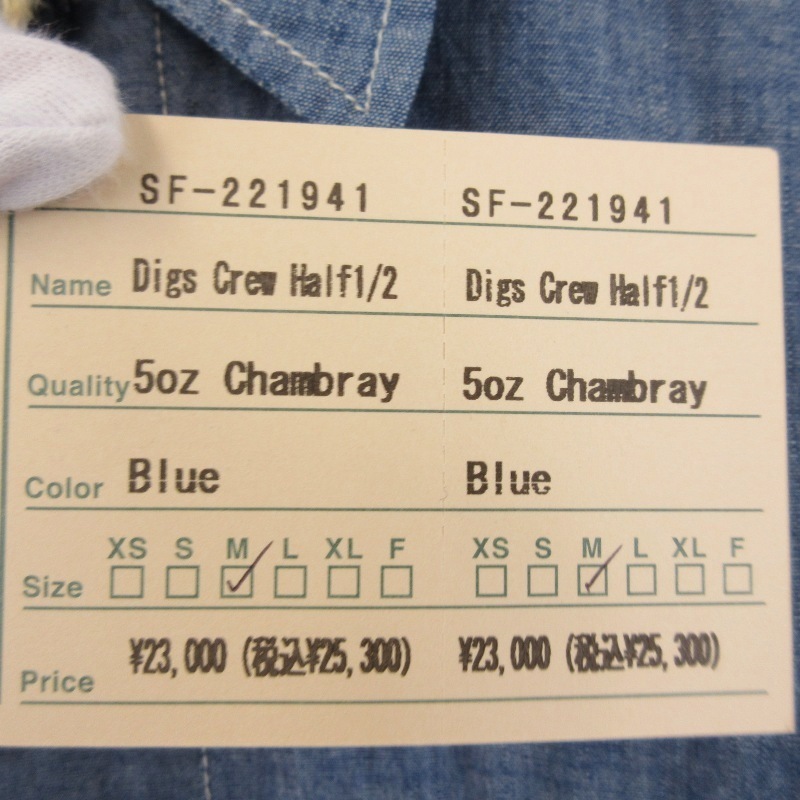 SF-221941 SF-221941
Name Digs Crew Half1/2 Digs Crew Half1/2
Quality 5oz Chambray 5oz Chambray
Color Blue Blue
XS S M L XL F XS S M L XL F
Size
¥23,000 (税込¥25,300) ¥23,000 (税込¥25,300)
Price